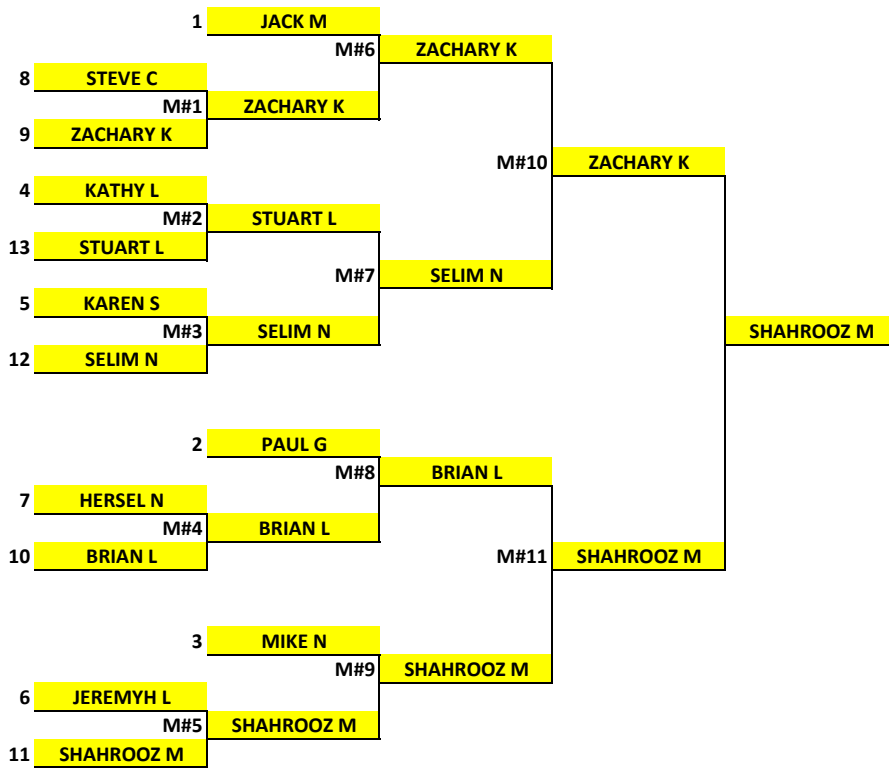 1 JACK M
M#6 ZACHARY K
8 STEVE C
M#1 ZACHARY K
9 ZACHARY K
M#10 ZACHARY K
4 KATHY L
M#2 STUART L
13 STUART L
M#7 SELIM N
5 KAREN S
M#3 SELIM N SHAHROOZ M
12 SELIM N
2 PAUL G
M#8 BRIAN L
7 HERSEL N
M#4 BRIAN L
10 BRIAN L M#11 SHAHROOZ M
3 MIKE N
M#9 SHAHROOZ M
6 JEREMYH L
M#5 SHAHROOZ M
11 SHAHROOZ M